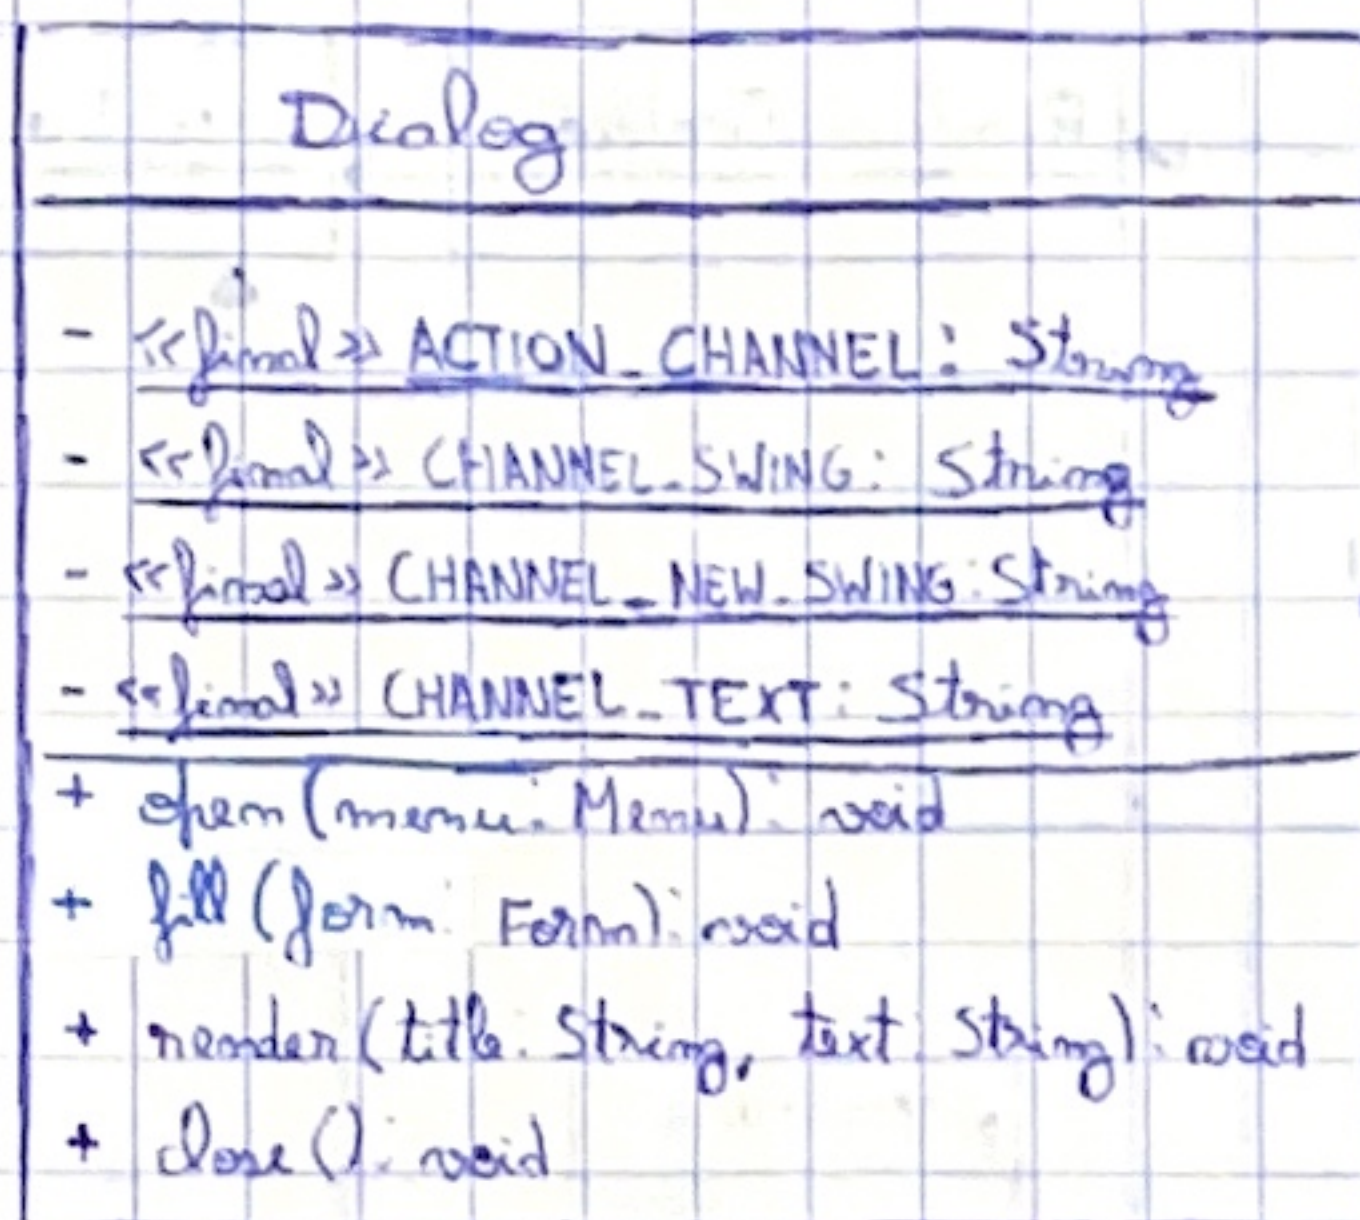 Dialog
- <<final>> ACTION_CHANNEL: String
- <<final>> CHANNEL_SWING: String
- <<final>> CHANNEL_NEW_SWING: String
- <<final>> CHANNEL_TEXT: String
+ open(menu: Menu): void
+ fill(form: Form): void
+ render(title: String, text: String): void
+ close(): void